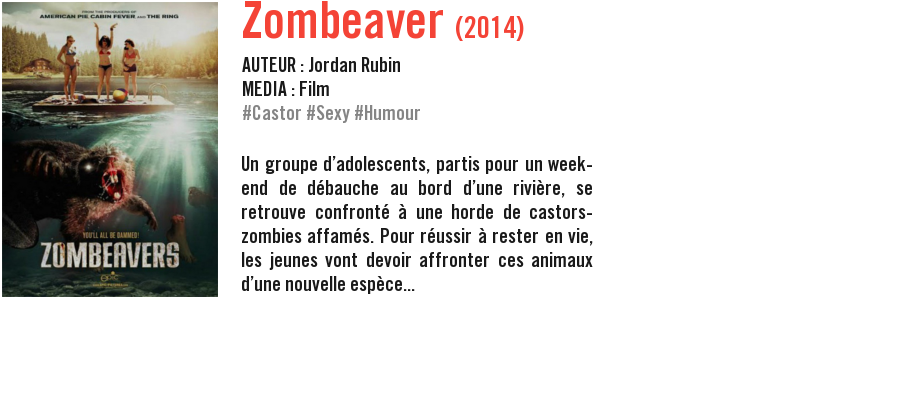 FROM THE PRODUCERS OF
AMERICAN PIE, CABIN FEVER AND THE RING
YOU'LL ALL BE DAMMED!
ZOMBEAVERS
EPIC
Zombeaver (2014)
AUTEUR : Jordan Rubin
MEDIA : Film
#Castor #Sexy #Humour
Un groupe d’adolescents, partis pour un week-
end de débauche au bord d’une rivière, se
retrouve confronté à une horde de castors-
zombies affamés. Pour réussir à rester en vie,
les jeunes vont devoir affronter ces animaux
d’une nouvelle espèce...